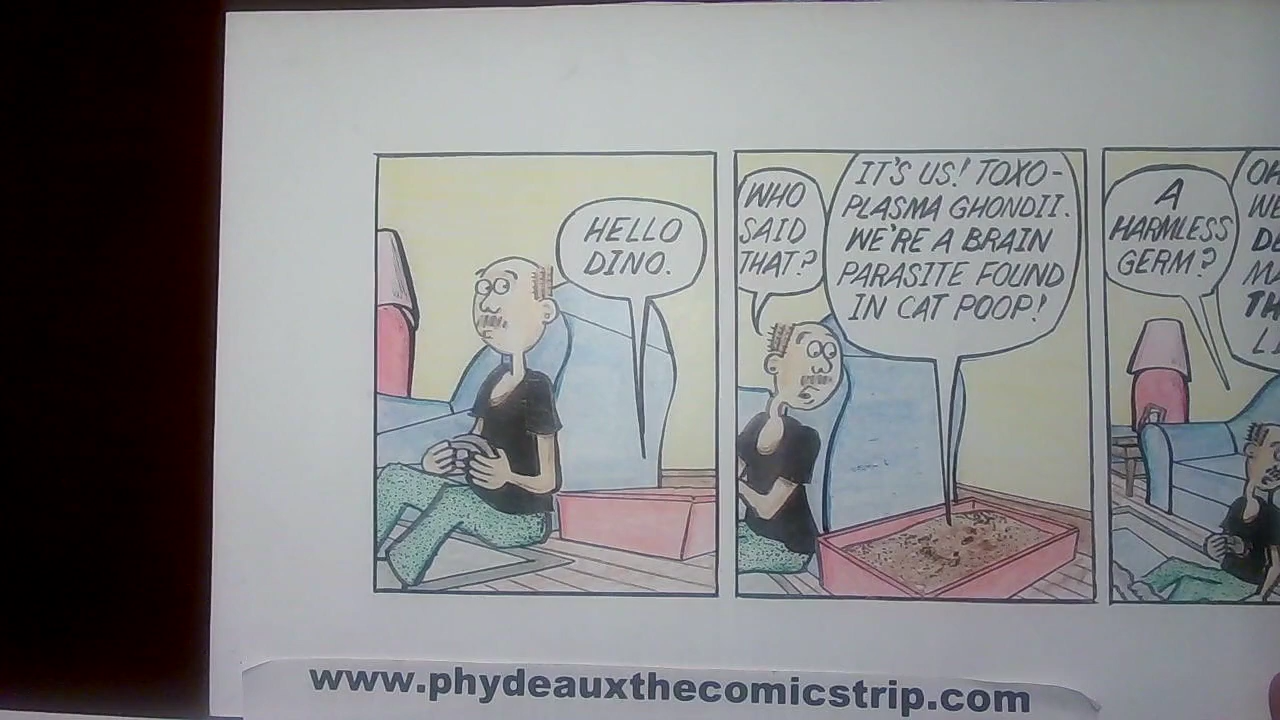 HELLO
DINO.
WHO
SAID
THAT?
IT'S US! TOXO-
PLASMA GHONDII.
WE'RE A BRAIN
PARASITE FOUND
IN CAT POOP!
A
HARMLESS
GERM?
www.phydeauxthecomicstrip.com